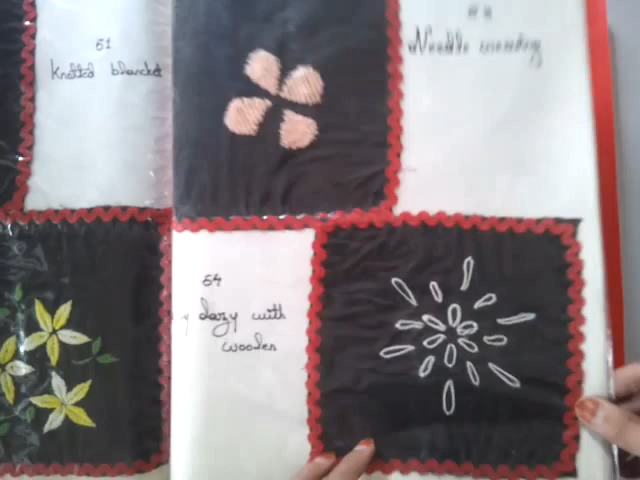 51
Knotted blanket
Needle weaving
54
y dazy with
wooden